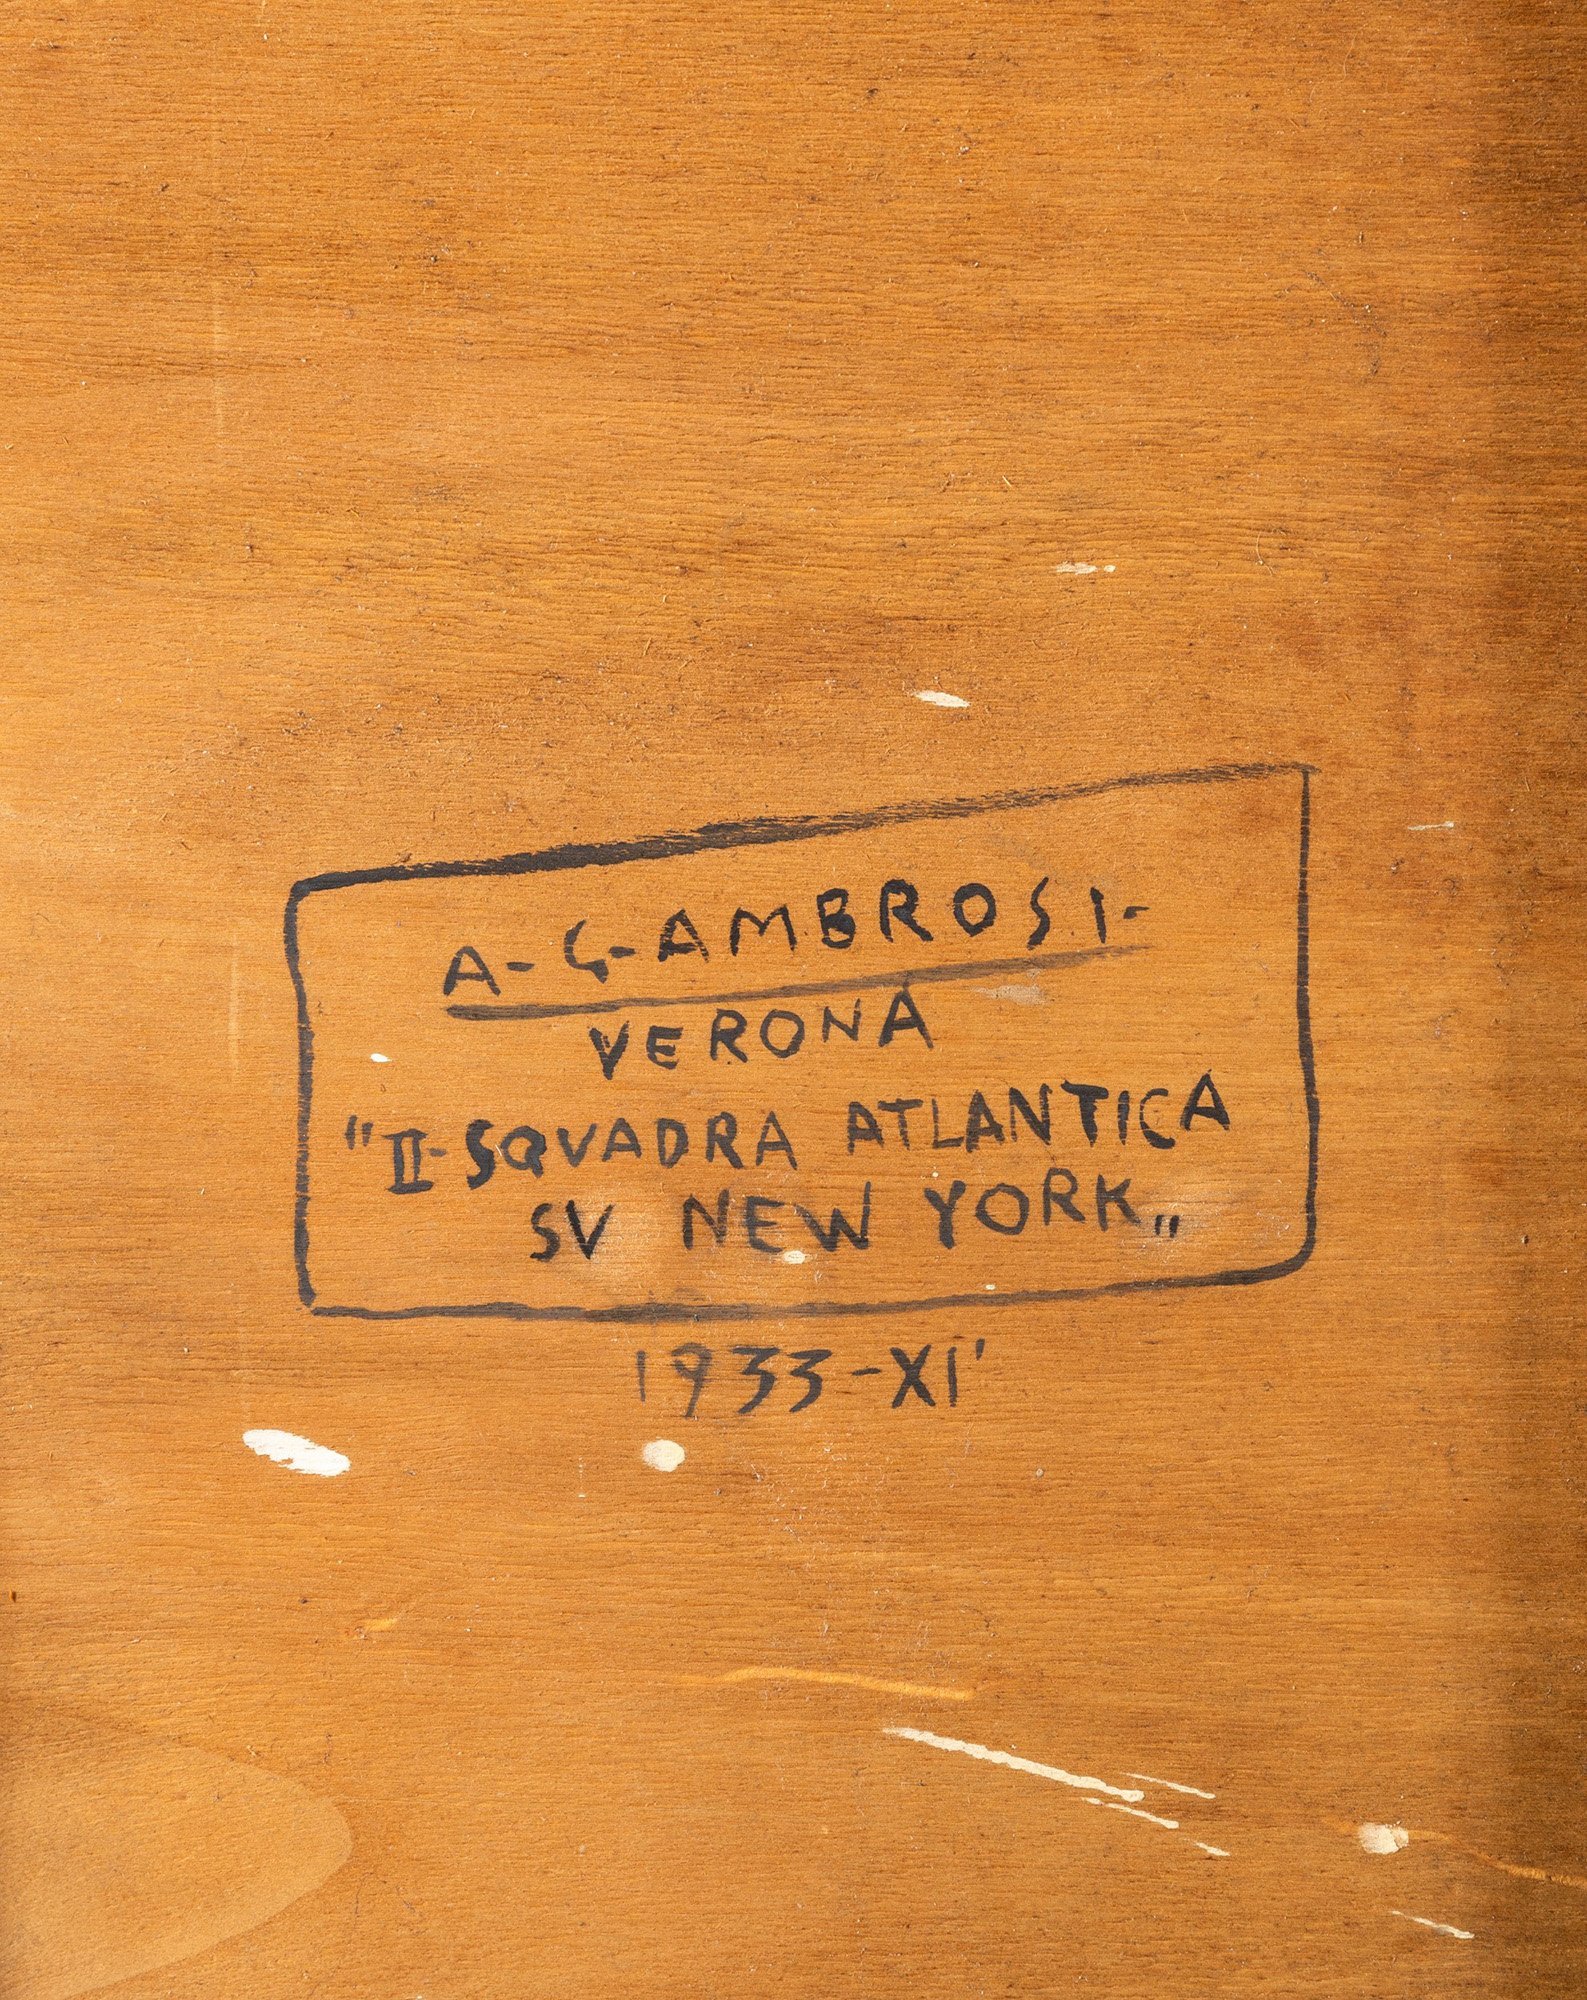 A-G-AMBROSI-
VERONA
"II-SQVADRA ATLANTICA
SV NEW YORK„
1933-XI'